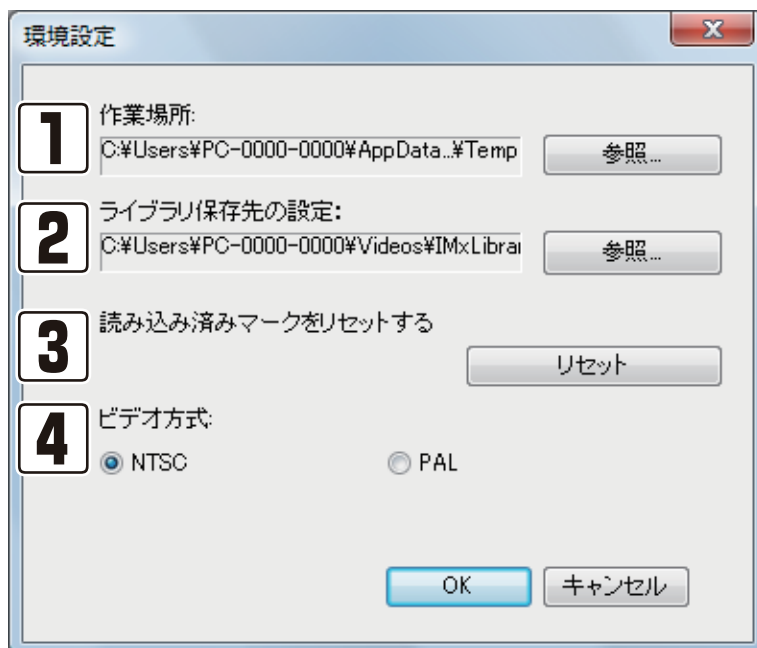 環境設定
1
作業場所:
C:¥Users¥PC-0000-0000¥AppData..¥Temp
参照...
2
ライブラリ保存先の設定:
C:¥Users¥PC-0000-0000¥Videos¥IMxLibrar
参照...
3
読み込み済みマークをリセットする
リセット
4
ビデオ方式:
NTSC PAL
OK キャンセル